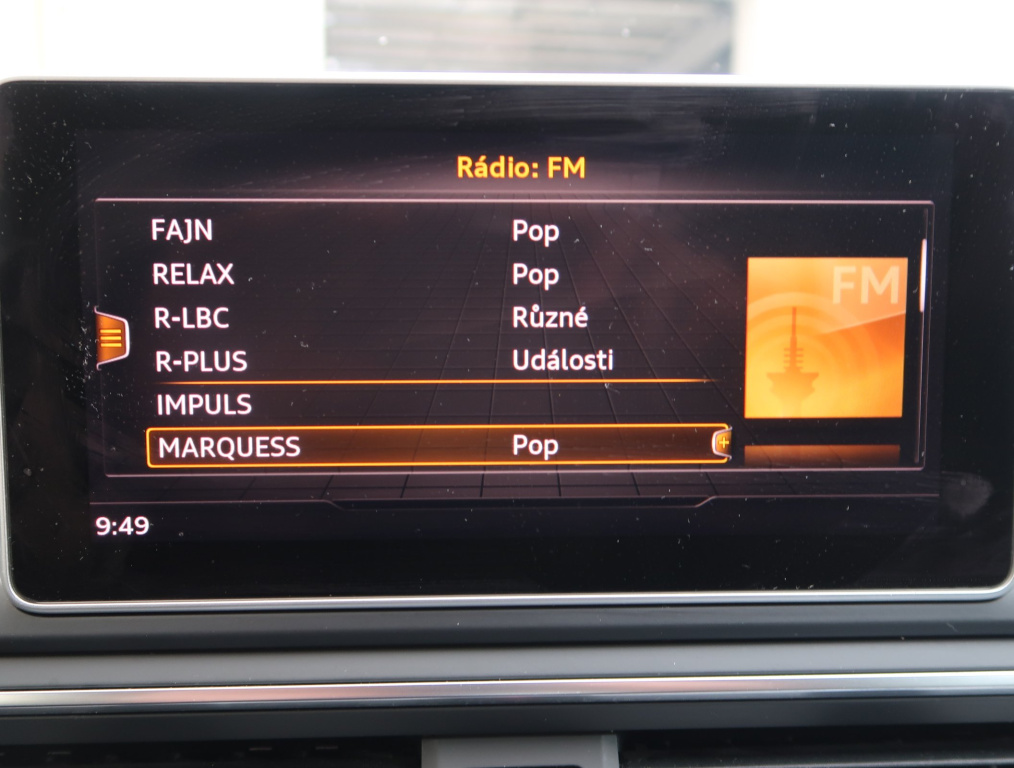 Rádio: FM
FAJN Pop
RELAX Pop
FM
R-LBC Různé
R-PLUS Události
IMPULS
MARQUESS Pop
9:49